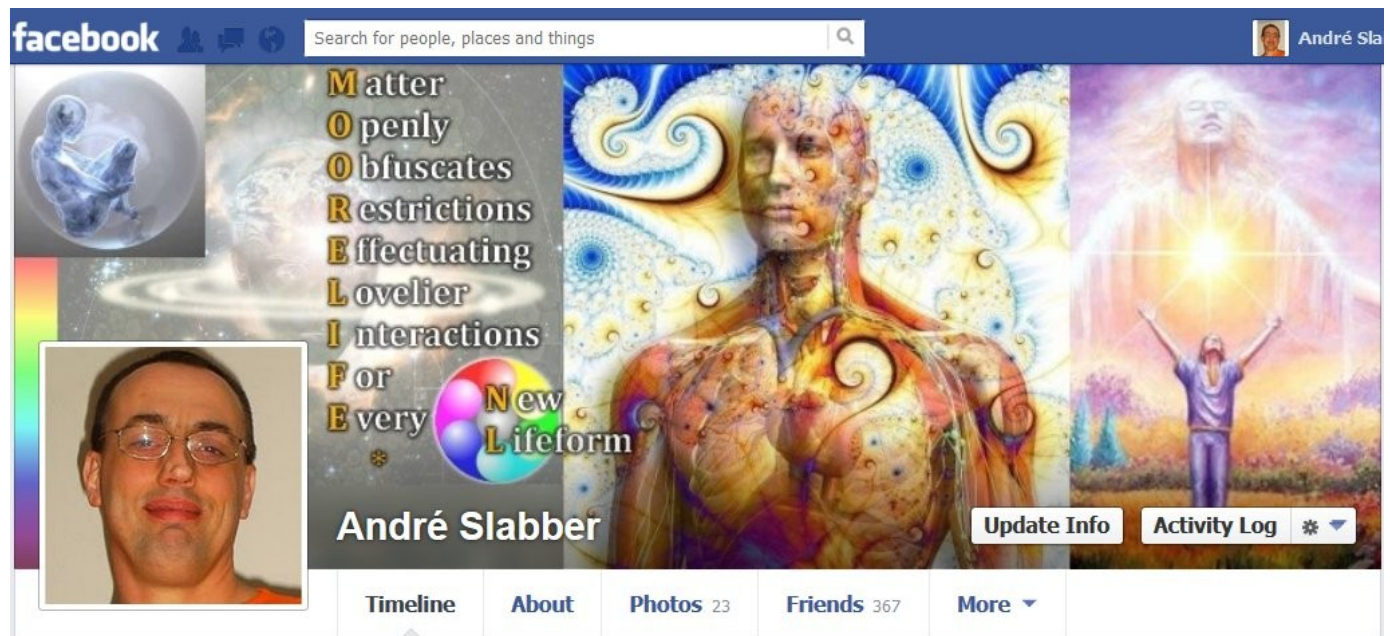 facebook
Search for people, places and things
André Sla
Matter
Openly
Obfuscates
Restrictions
Effectuating
Lovelier
Interactions
For
Every New
Lifeform
André Slabber
Update Info
Activity Log
Timeline
About
Photos 23
Friends 367
More